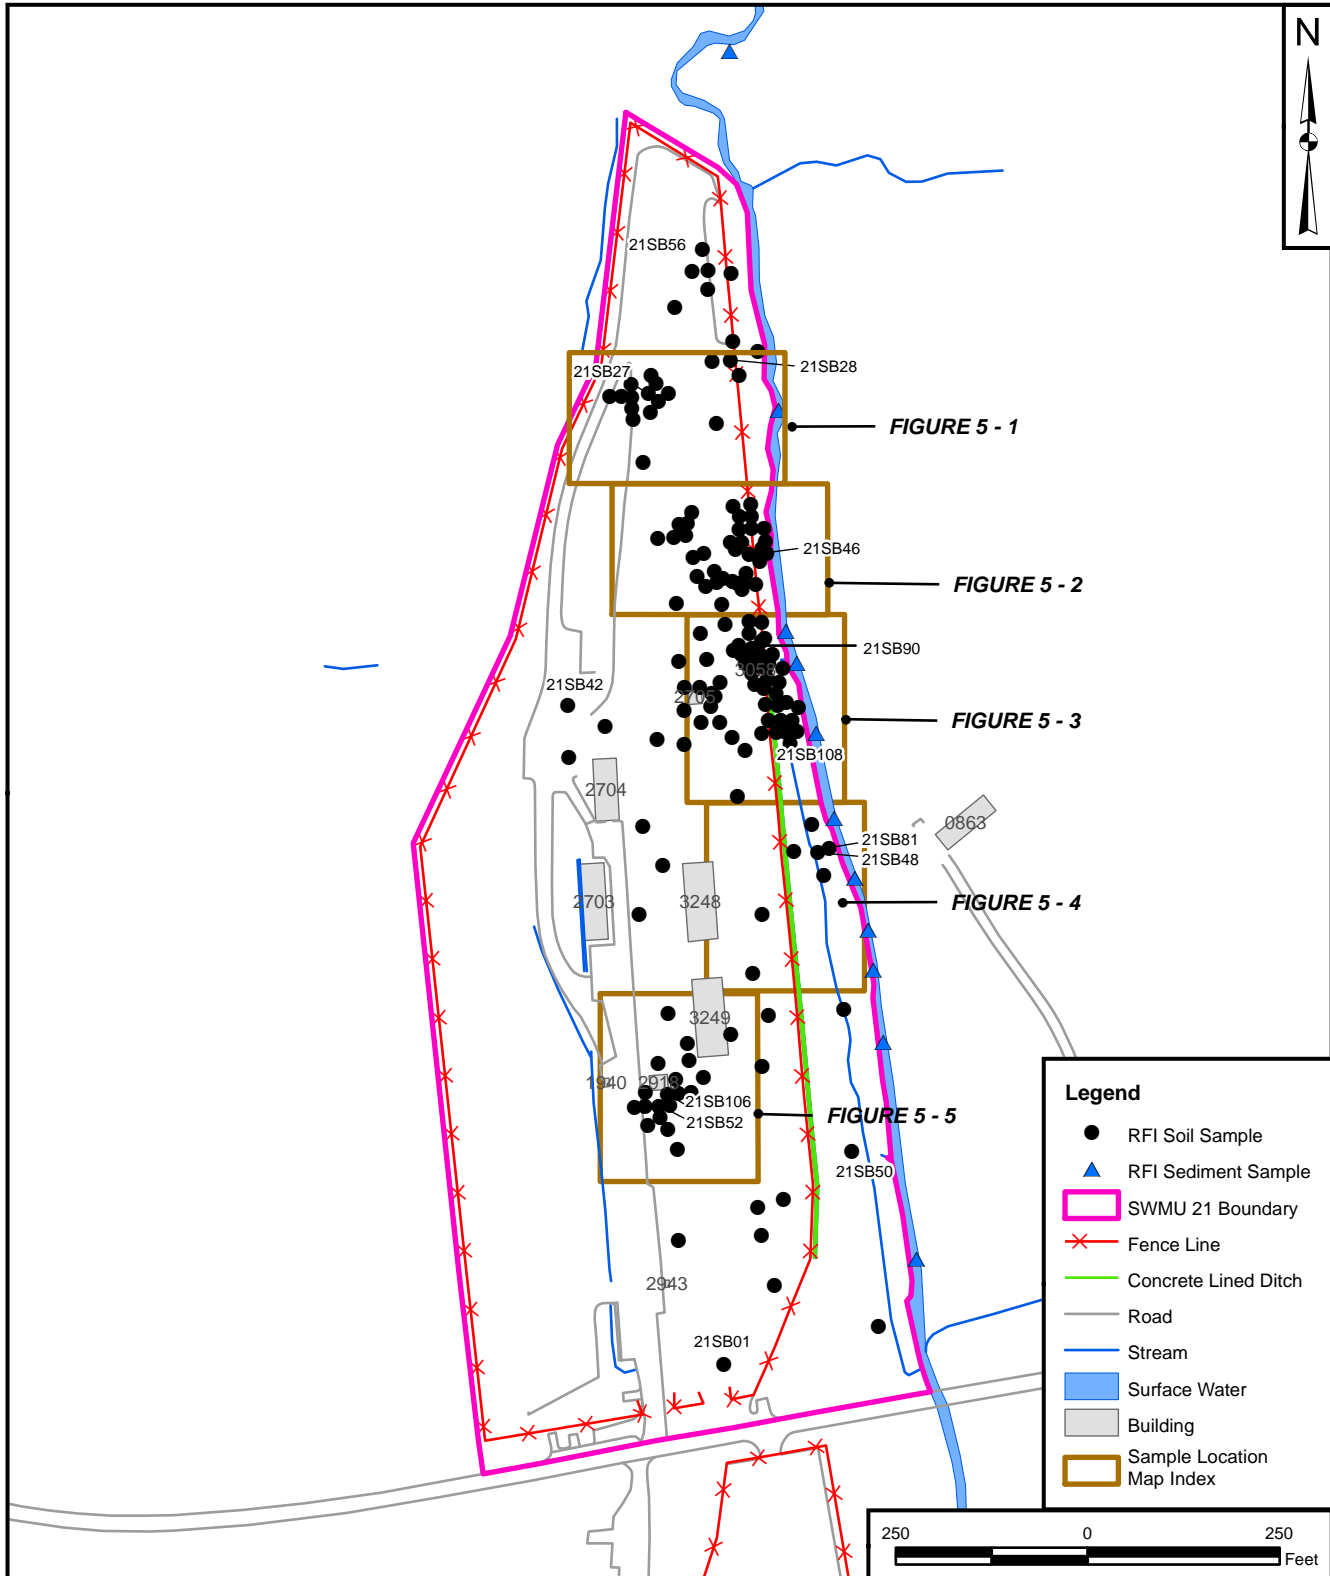 N
21SB56
21SB28
21SB27
FIGURE 5 - 1
21SB46
FIGURE 5 - 2
21SB90
3058
21SB42
2705
FIGURE 5 - 3
21SB108
2704
0863
21SB81
21SB48
2703
3248
FIGURE 5 - 4
3249
1940
2918
21SB106
FIGURE 5 - 5
21SB52
21SB50
2943
21SB01
Legend
RFI Soil Sample
RFI Sediment Sample
SWMU 21 Boundary
Fence Line
Concrete Lined Ditch
Road
Stream
Surface Water
Building
Sample Location
Map Index
250 0 250
Feet